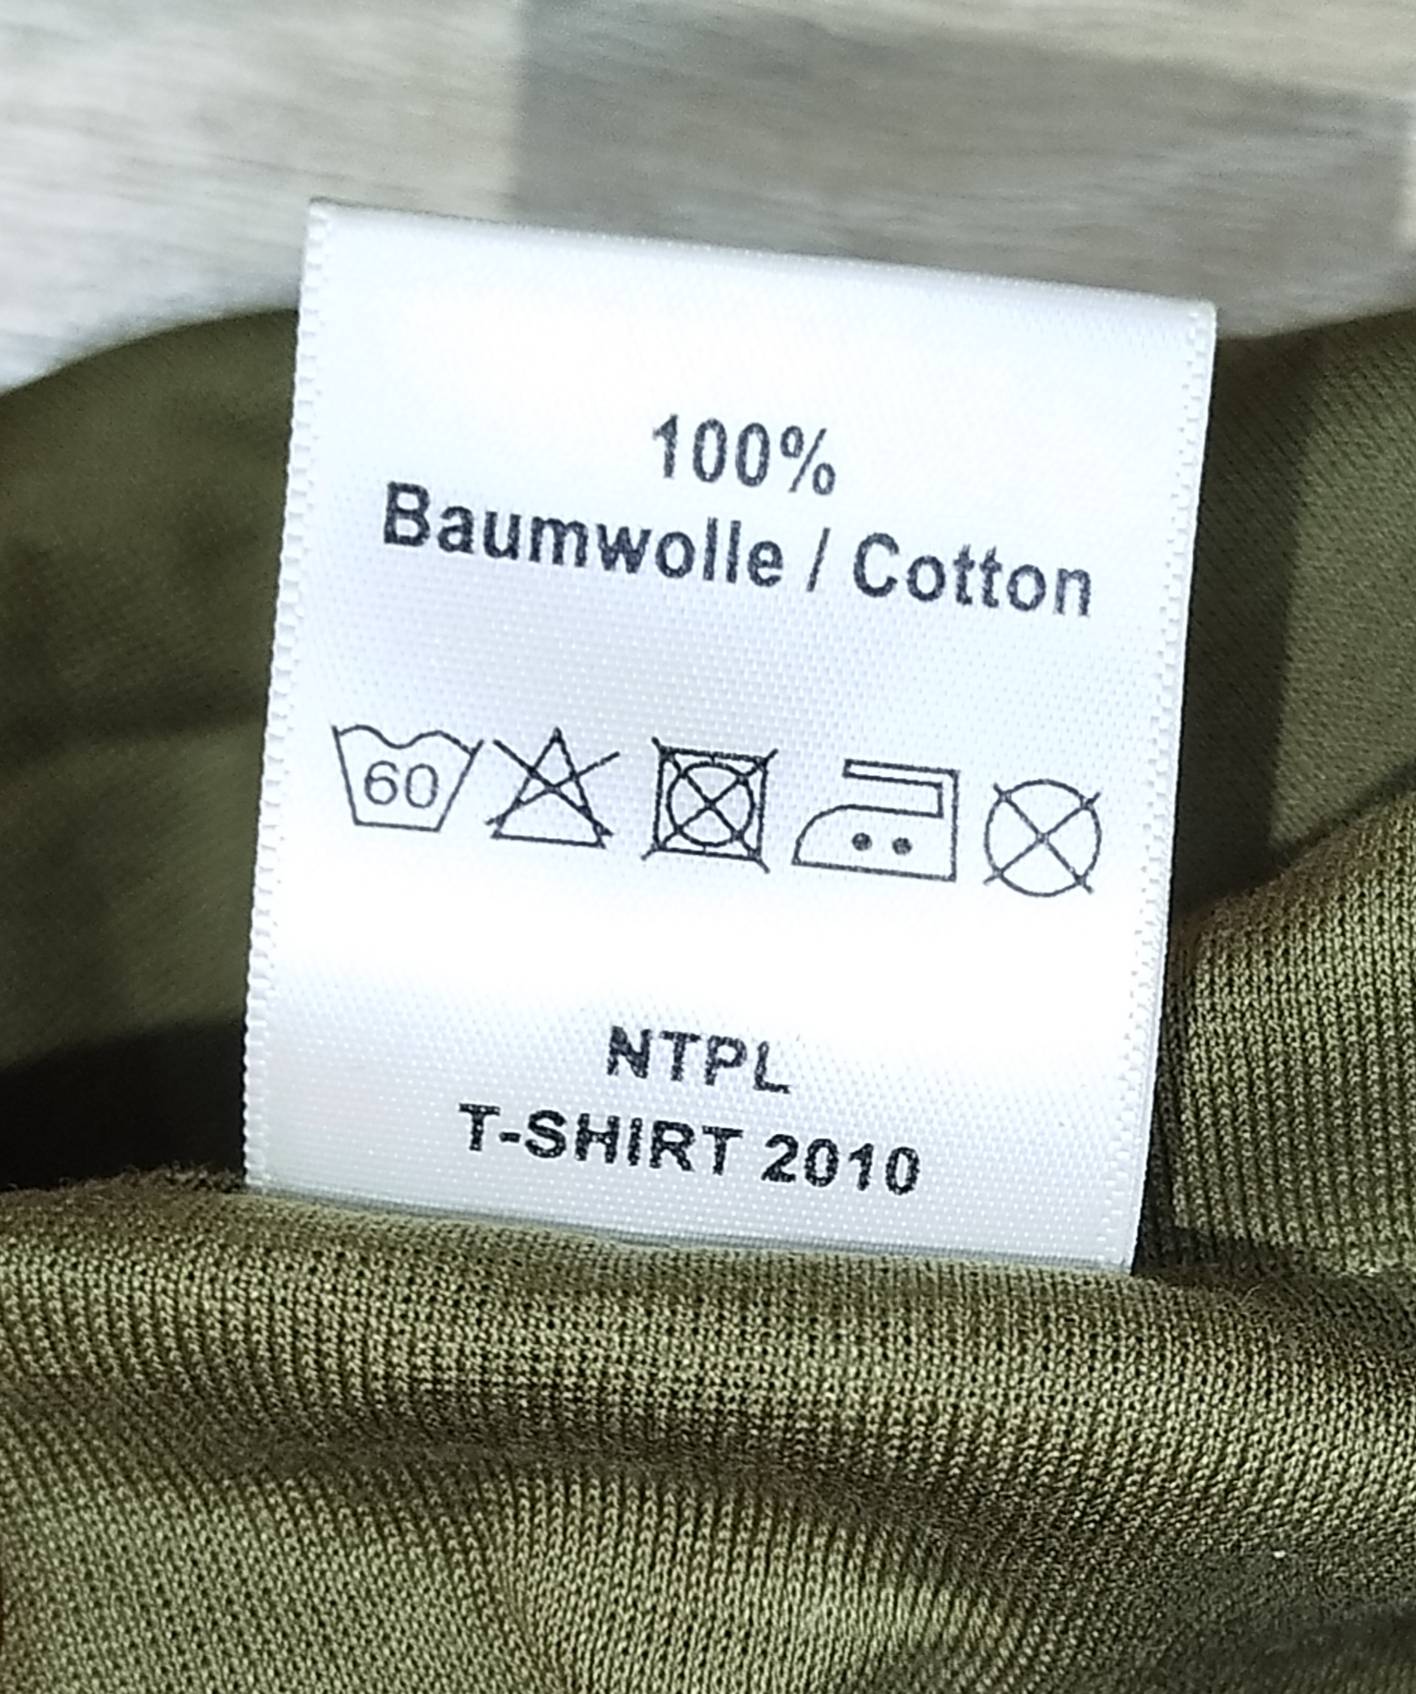 100%
Baumwolle / Cotton
60
NTPL
T-SHIRT 2010